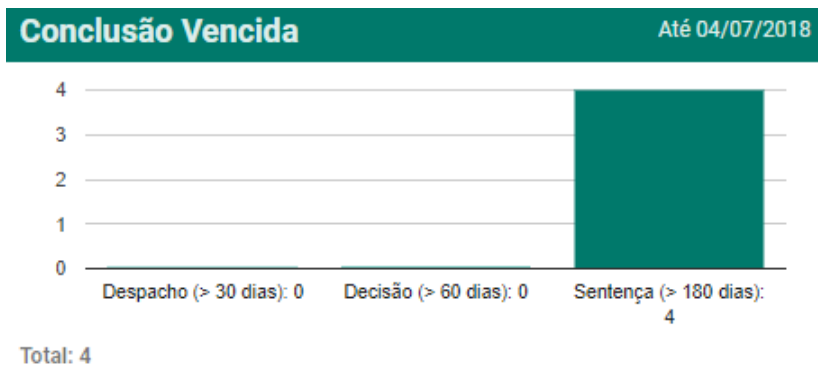 Conclusão Vencida
Até 04/07/2018
4
3
2
1
0
Despacho (> 30 dias): 0
Decisão (> 60 dias): 0
Sentença (> 180 dias):
4
Total: 4